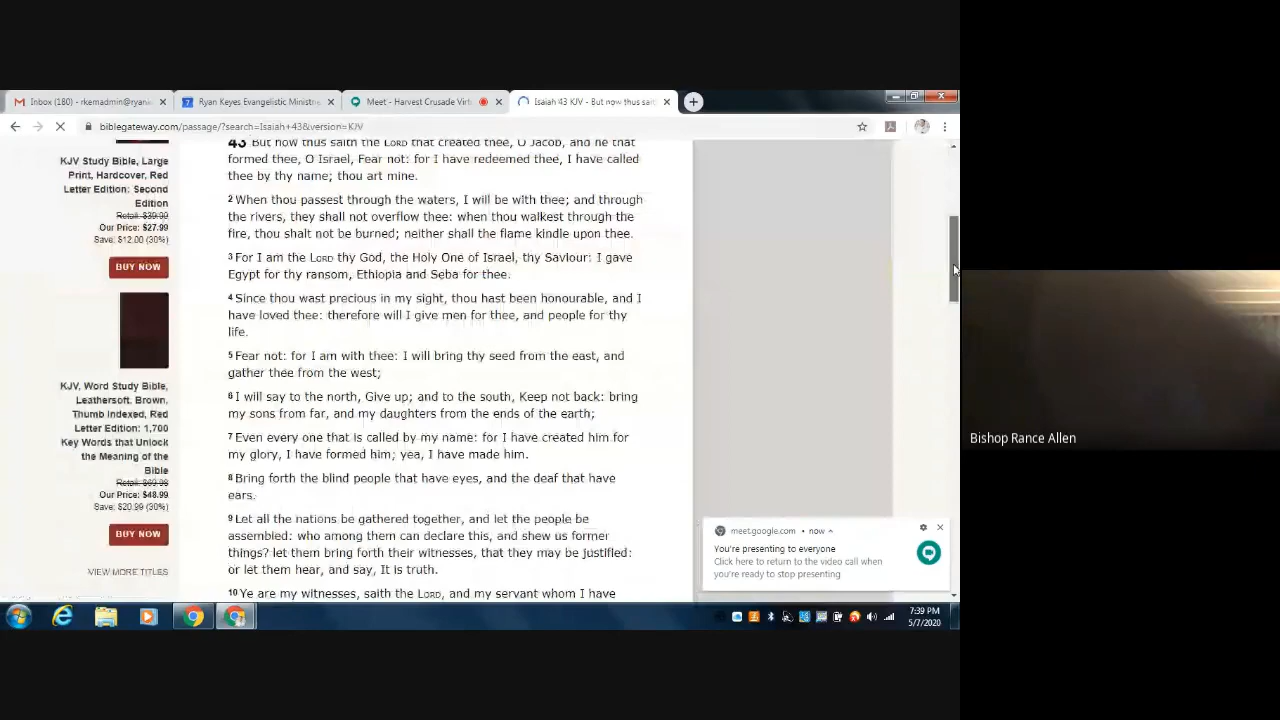 Inbox (180) - rkemadmin@ryani
Ryan Keyes Evangelistic Ministrie
Meet - Harvest Crusade Virtu
Isaiah 43 KJV - But now thus sait
biblegateway.com/passage/?search=Isaiah+43&version=KJV
KJV Study Bible, Large
Print, Hardcover, Red
Letter Edition: Second
Edition
Retail: $39.99
Our Price: $27.99
Save: $12.00 (30%)
BUY NOW
KJV, Word Study Bible,
Leathersoft, Brown,
Thumb Indexed, Red
Letter Edition: 1,700
Key Words that Unlock
the Meaning of the
Bible
Retail: $69.98
Our Price: $48.99
Save: $20.99 (30%)
BUY NOW
VIEW MORE TITLES
43 But now thus saith the LORD that created thee, O Jacob, and he that
formed thee, O Israel, Fear not: for I have redeemed thee, I have called
thee by thy name; thou art mine.
2 When thou passest through the waters, I will be with thee; and through
the rivers, they shall not overflow thee: when thou walkest through the
fire, thou shalt not be burned; neither shall the flame kindle upon thee.
3 For I am the LORD thy God, the Holy One of Israel, thy Saviour: I gave
Egypt for thy ransom, Ethiopia and Seba for thee.
4 Since thou wast precious in my sight, thou hast been honourable, and I
have loved thee: therefore will I give men for thee, and people for thy
life.
5 Fear not: for I am with thee: I will bring thy seed from the east, and
gather thee from the west;
6 I will say to the north, Give up; and to the south, Keep not back: bring
my sons from far, and my daughters from the ends of the earth;
7 Even every one that is called by my name: for I have created him for
my glory, I have formed him; yea, I have made him.
8 Bring forth the blind people that have eyes, and the deaf that have
ears.
9 Let all the nations be gathered together, and let the people be
assembled: who among them can declare this, and shew us former
things? let them bring forth their witnesses, that they may be justified:
or let them hear, and say, It is truth.
10 Ye are my witnesses, saith the LORD, and my servant whom I have
meet.google.com • now
You're presenting to everyone
Click here to return to the video call when
you're ready to stop presenting
7:39 PM
5/7/2020
Bishop Rance Allen